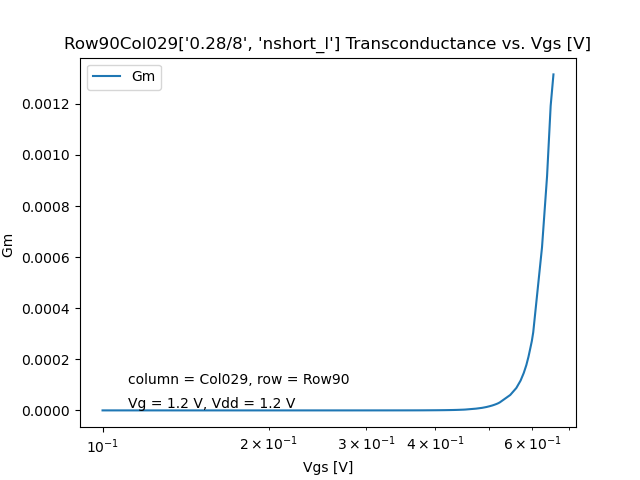 Row90Col029['0.28/8', 'nshort_l'] Transconductance vs. Vgs [V]
Gm
0.0012
0.0010
0.0008
0.0006
0.0004
0.0002
0.0000
Gm
column = Col029, row = Row90
Vg = 1.2 V, Vdd = 1.2 V
10⁻¹ 2 × 10⁻¹ 3 × 10⁻¹ 4 × 10⁻¹ 6 × 10⁻¹
Vgs [V]